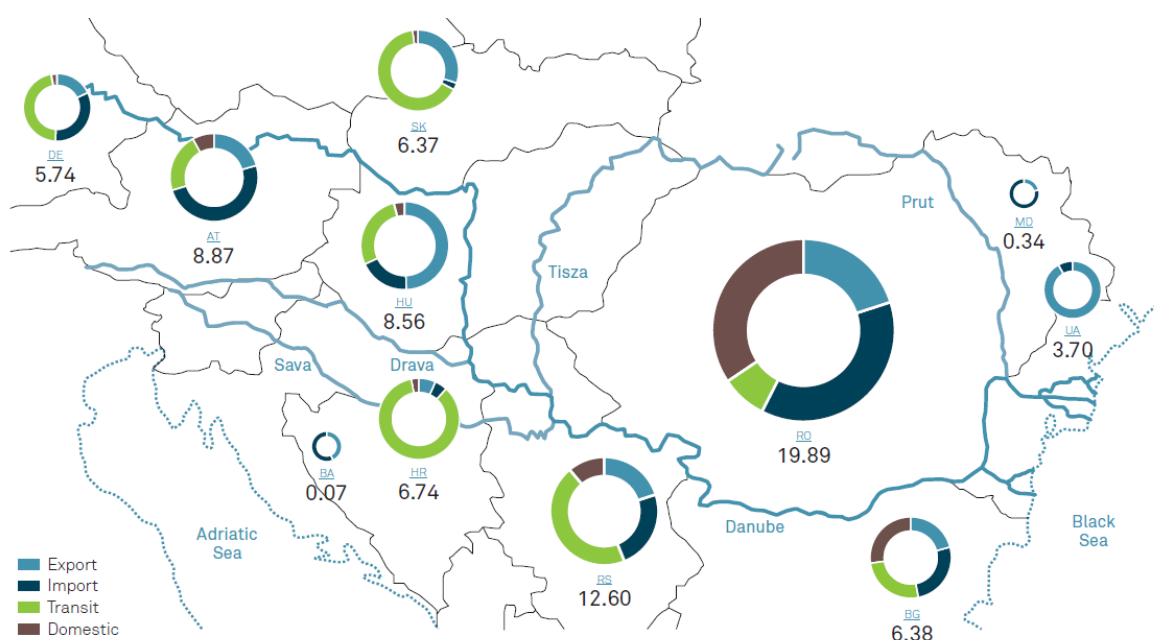 SK
6.37
DE
5.74
AT
8.87
Prut
MD
0.34
Tisza
HU
8.56
UA
3.70
Sava
Drava
RO
19.89
BA
0.07
HR
6.74
Adriatic
Sea
Danube
Black
Sea
RS
12.60
BG
6.38
Export
Import
Transit
Domestic